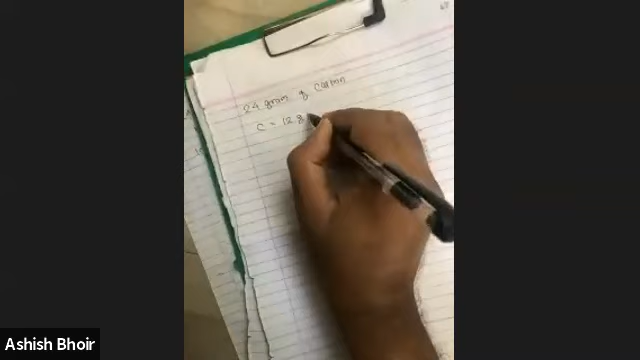 24 gram of Carbon
C = 12 g
Ashish Bhoir